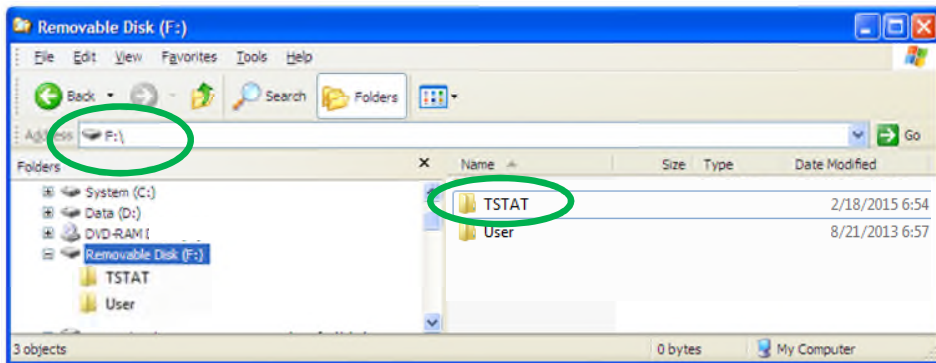 Removable Disk (F:)
File Edit View Favorites Tools Help
Back Search Folders
Address F:\ Go
Folders x Name Size Type Date Modified
System (C:)
Data (D:)
DVD-RAM
Removable Disk (F:)
TSTAT
User
TSTAT 2/18/2015 6:54
User 8/21/2013 6:57
3 objects 0 bytes My Computer